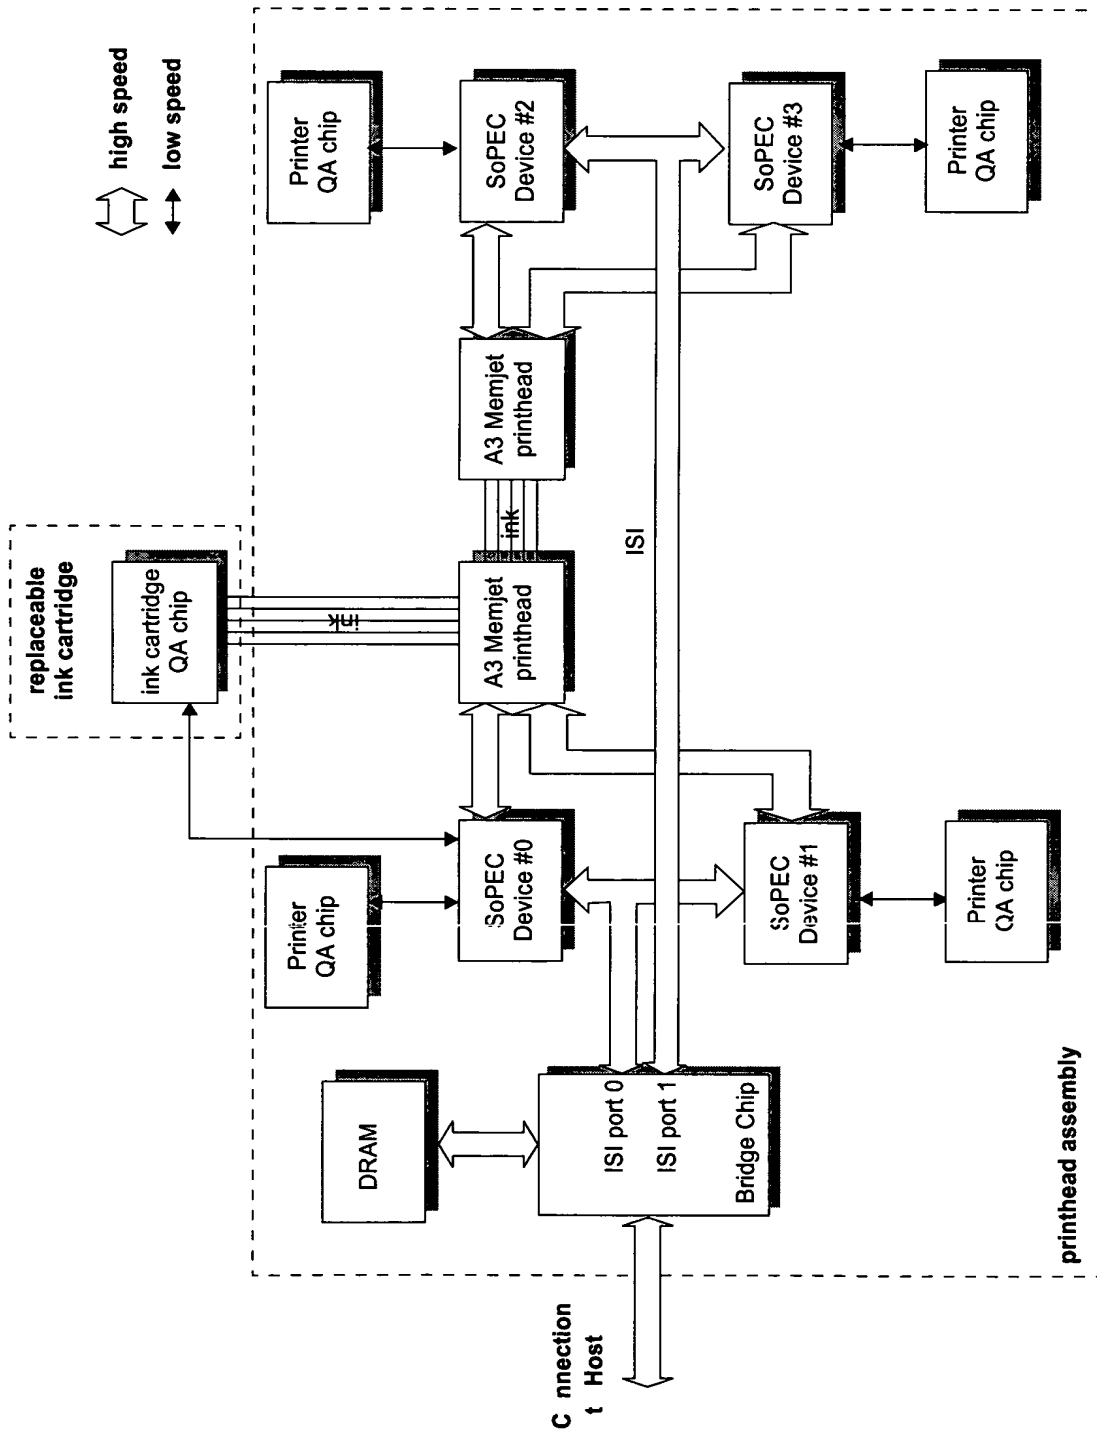 replaceable
ink cartridge
high speed
low speed
ink cartridge
QA chip
Printer
QA chip
Printer
QA chip
ink
DRAM
SoPEC
Device #0
A3 Memjet
printhead
ink
A3 Memjet
printhead
SoPEC
Device #2
C nnection
t Host
ISI port 0
ISI port 1
Bridge Chip
ISI
SoPEC
Device #1
SoPEC
Device #3
Printer
QA chip
Printer
QA chip
printhead assembly